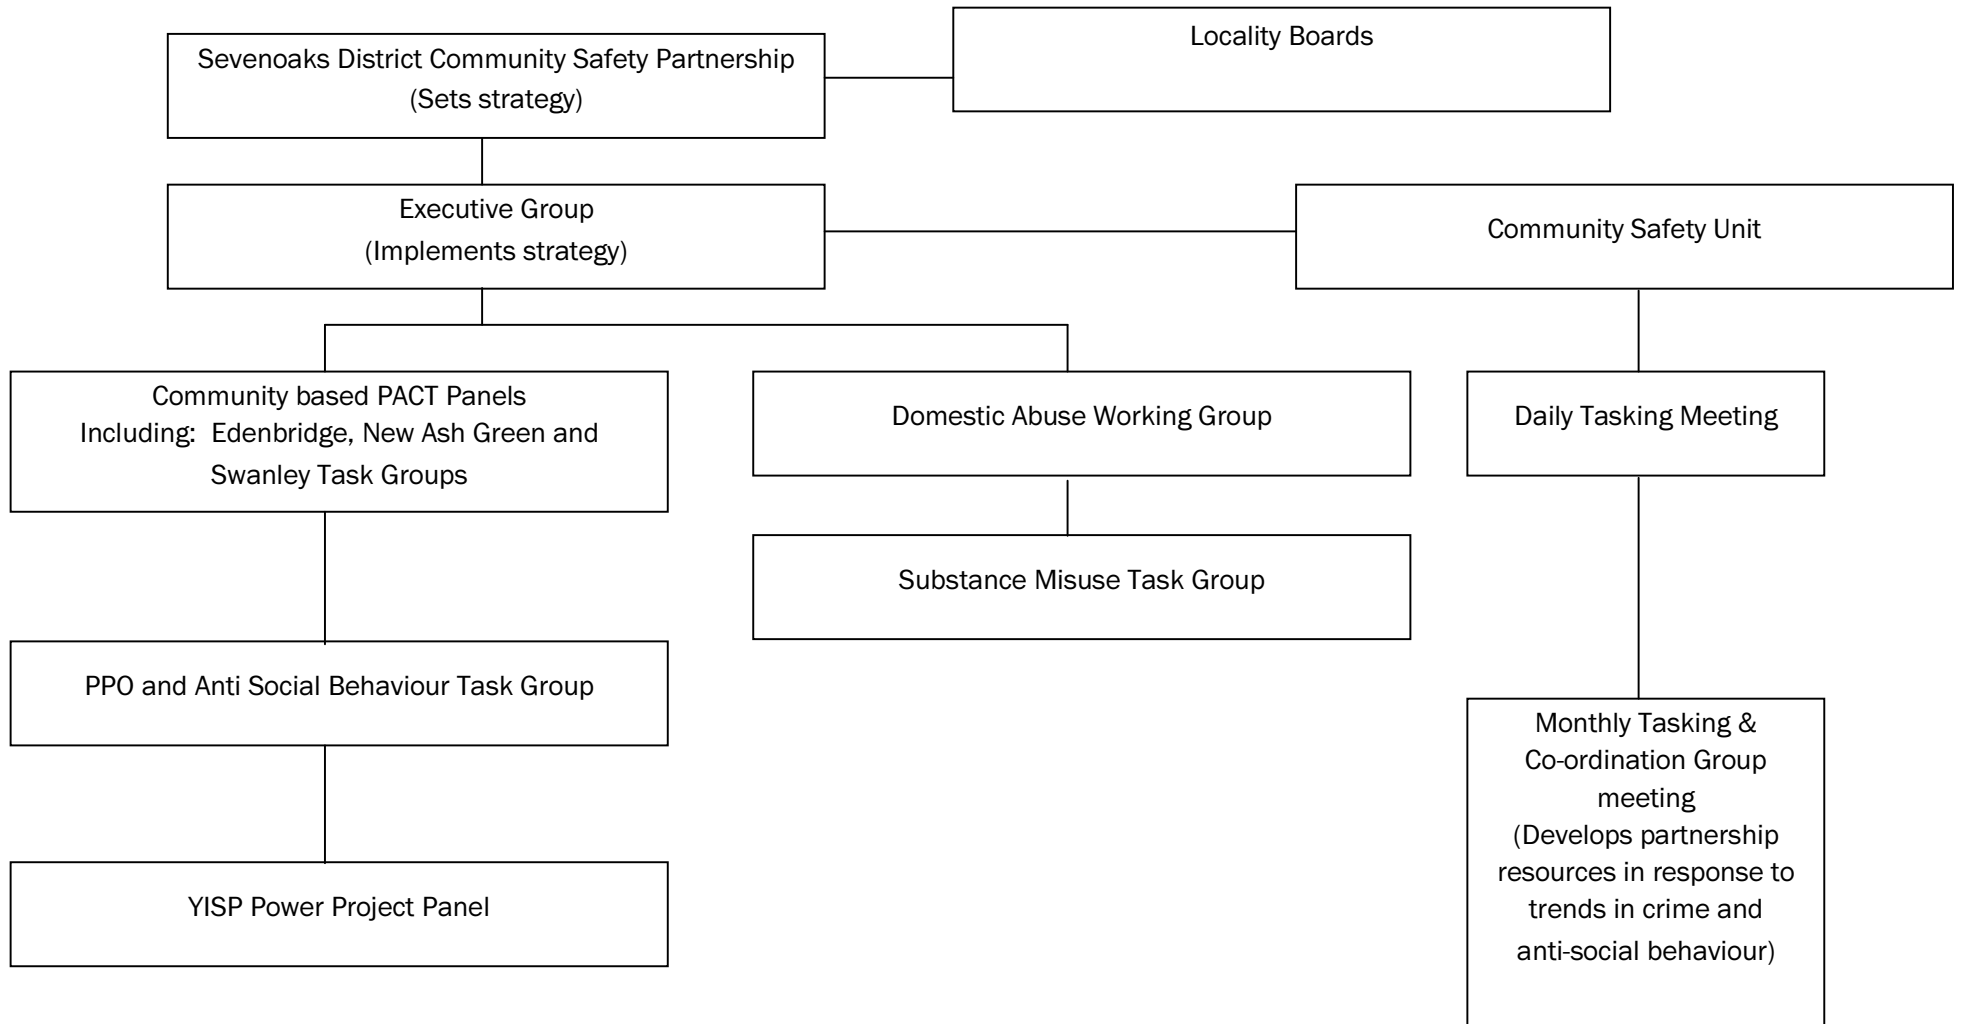 Locality Boards
Sevenoaks District Community Safety Partnership
(Sets strategy)
Executive Group
(Implements strategy)
Community Safety Unit
Community based PACT Panels
Including:  Edenbridge, New Ash Green and
Swanley Task Groups
Domestic Abuse Working Group
Daily Tasking Meeting
Substance Misuse Task Group
PPO and Anti Social Behaviour Task Group
Monthly Tasking &
Co-ordination Group
meeting
(Develops partnership
resources in response to
trends in crime and
anti-social behaviour)
YISP Power Project Panel